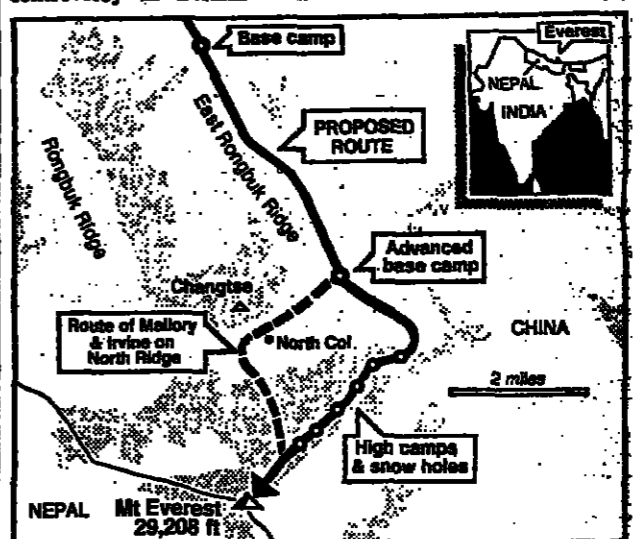 Base camp
Everest
NEPAL
INDIA
PROPOSED
ROUTE
East Rongbuk Ridge
Rongbuk Ridge
Advanced
base camp
Changtse
Route of Mallory
& Irvine on
North Ridge
North Col
CHINA
2 miles
High camps
& snow holes
NEPAL
Mt Everest
29,208 ft